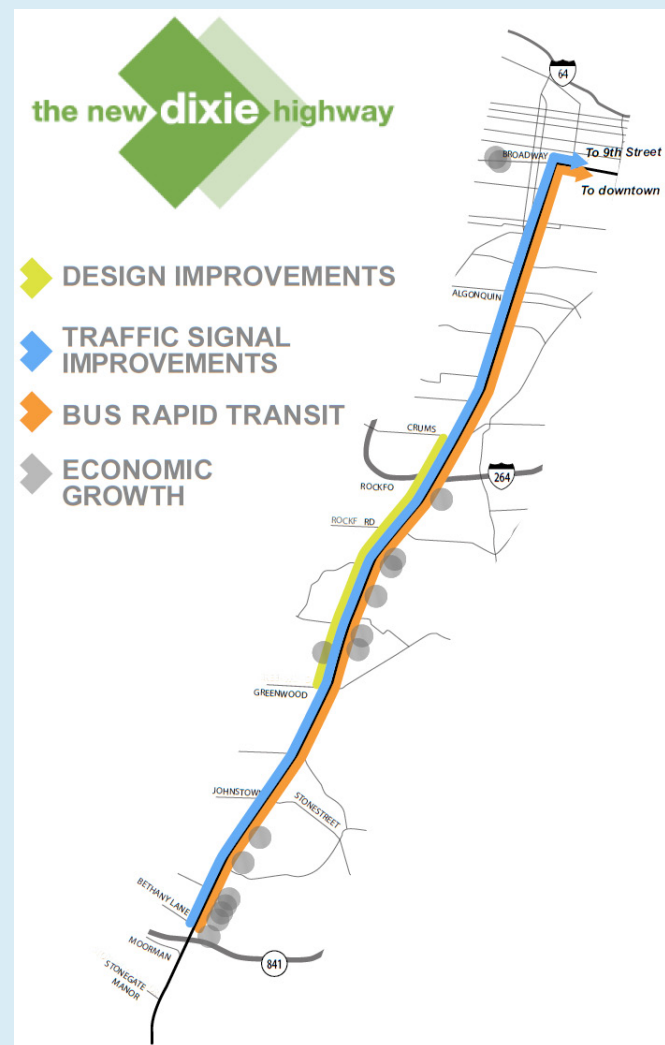 the new dixie highway
64
BROADWAY
To 9th Street
To downtown
DESIGN IMPROVEMENTS
ALGONQUIN
TRAFFIC SIGNAL
IMPROVEMENTS
BUS RAPID TRANSIT
CRUMS
ECONOMIC
GROWTH
264
ROCKFO
ROCKF RD
GREENWOOD
JOHNSTOWN
STONESTREET
BETHANY LANE
MOORMAN
841
STONEGATE
MANOR